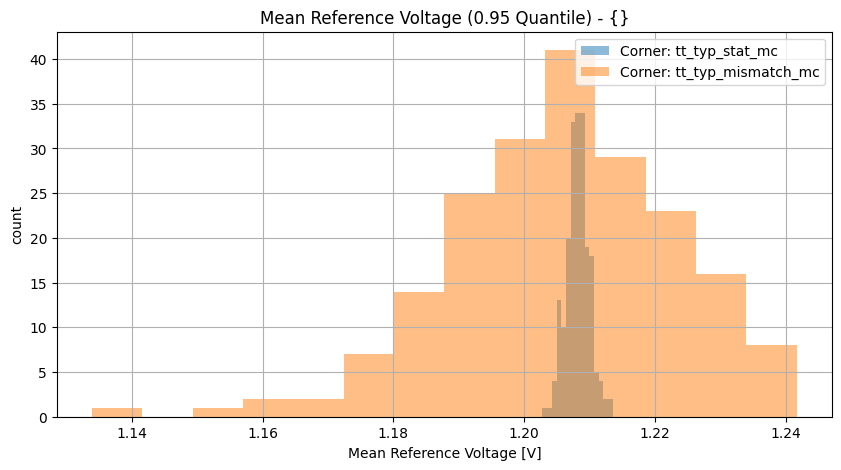 Mean Reference Voltage (0.95 Quantile) - {}
Corner: tt_typ_stat_mc
Corner: tt_typ_mismatch_mc
count
40
35
30
25
20
15
10
5
0
1.14 1.16 1.18 1.20 1.22 1.24
Mean Reference Voltage [V]